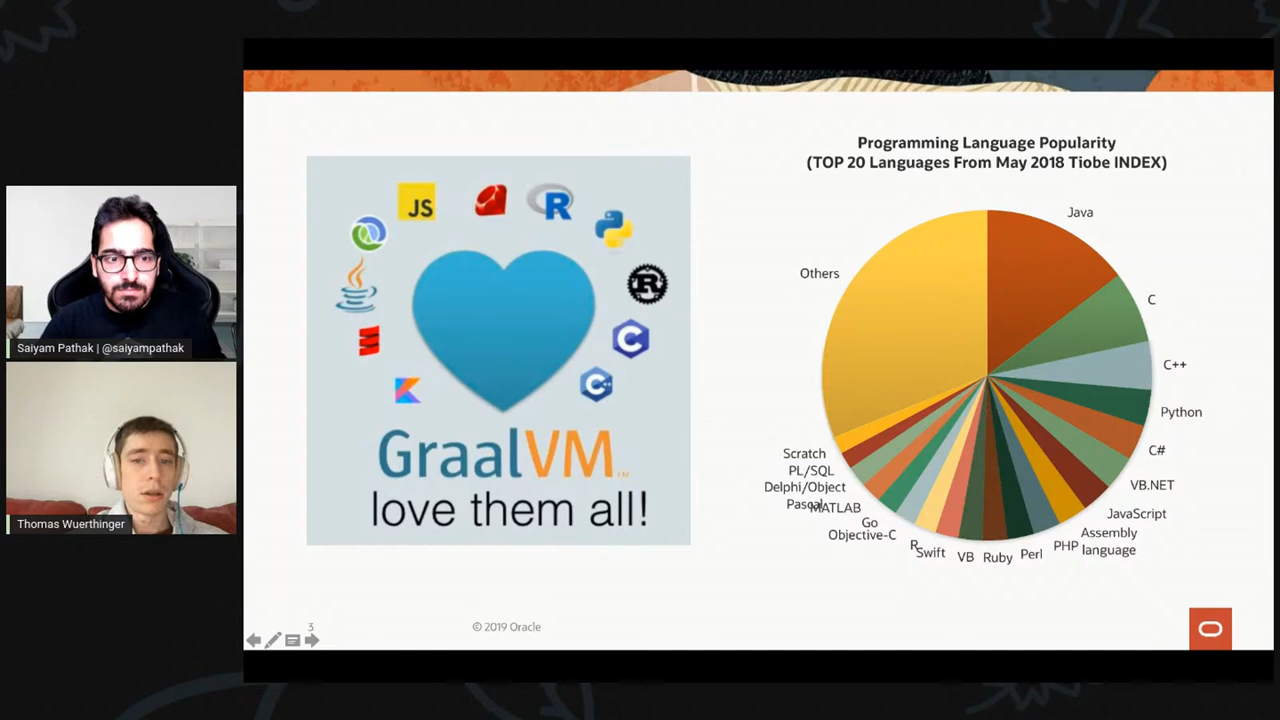 Programming Language Popularity
(TOP 20 Languages From May 2018 Tiobe INDEX)
JS
R
R
C
C
GraalVM
TM
love them all!
Java
C
C++
Python
C#
VB.NET
JavaScript
Assembly
language
PHP
Perl
Ruby
VB
Swift
R
Objective-C
Go
MATLAB
Delphi/Object
Pascal
PL/SQL
Scratch
Others
Saiyam Pathak | @saiyampathak
Thomas Wuerthinger
3
© 2019 Oracle